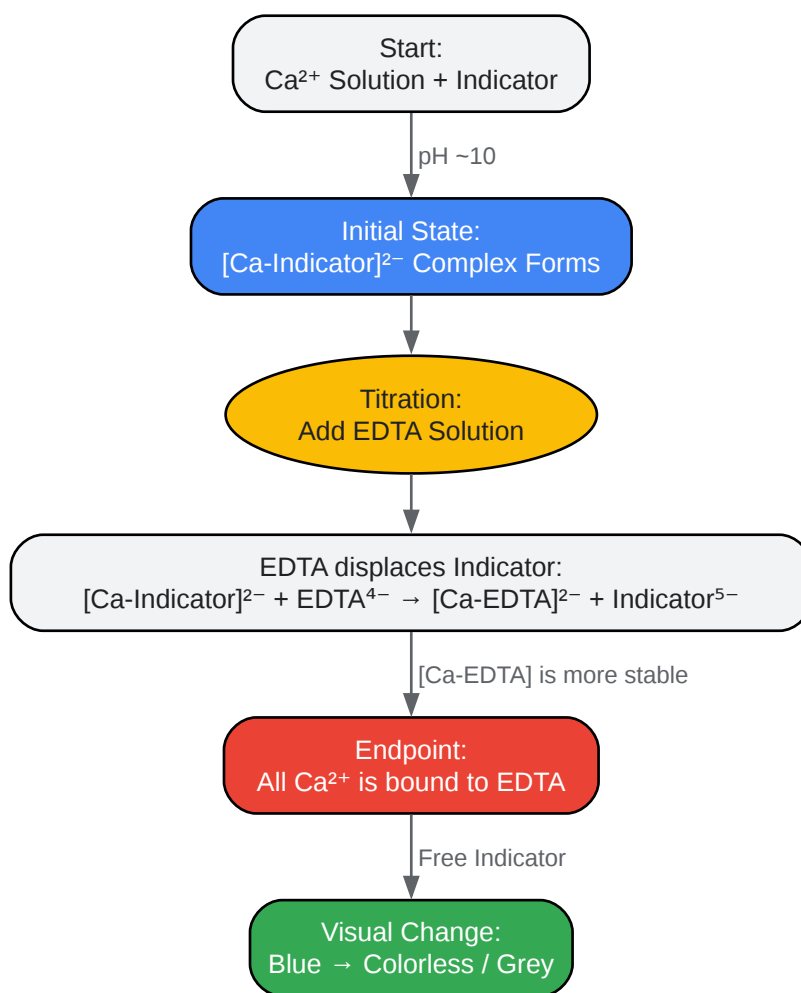 Start:
Ca²⁺ Solution + Indicator
pH ~10
Initial State:
[Ca-Indicator]²⁻ Complex Forms
Titration:
Add EDTA Solution
EDTA displaces Indicator:
[Ca-Indicator]²⁻ + EDTA⁴⁻ → [Ca-EDTA]²⁻ + Indicator⁵⁻
[Ca-EDTA] is more stable
Endpoint:
All Ca²⁺ is bound to EDTA
Free Indicator
Visual Change:
Blue → Colorless / Grey